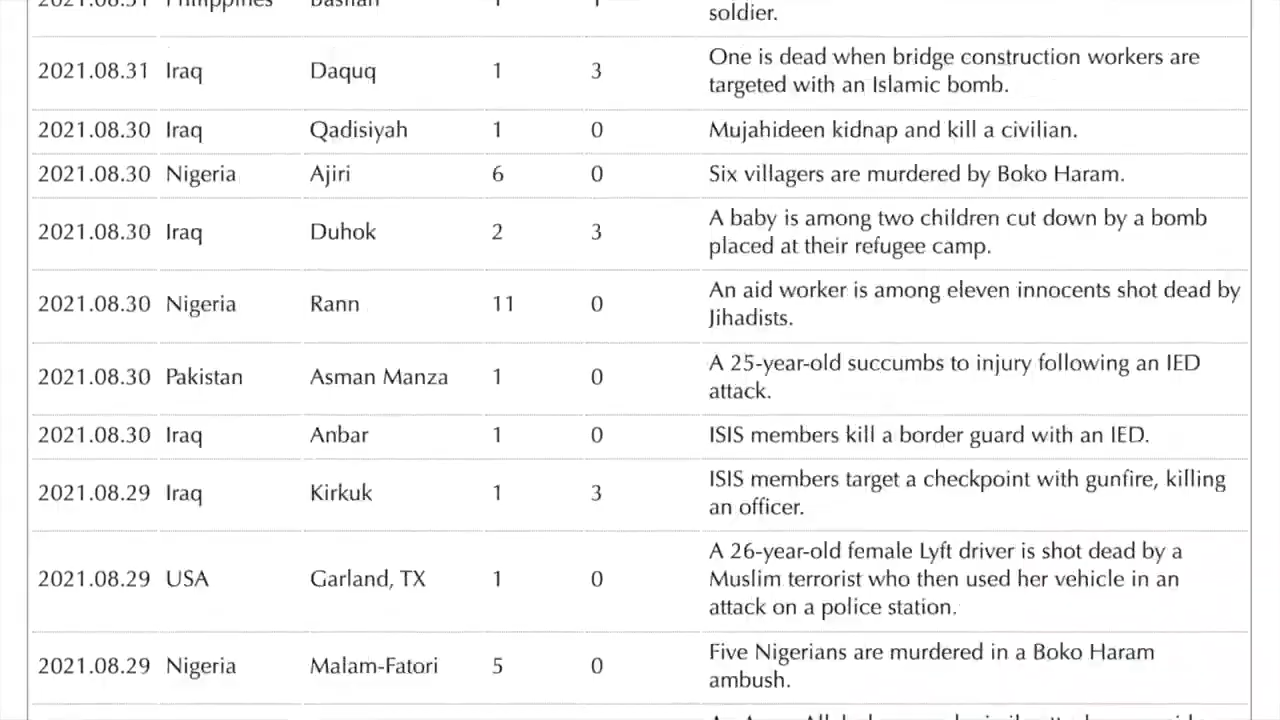 2021.08.31 Philippines Basilan 1 1
soldier.
2021.08.31 Iraq Daquq 1 3 One is dead when bridge construction workers are
targeted with an Islamic bomb.
2021.08.30 Iraq Qadisiyah 1 0 Mujahideen kidnap and kill a civilian.
2021.08.30 Nigeria Ajiri 6 0 Six villagers are murdered by Boko Haram.
2021.08.30 Iraq Duhok 2 3 A baby is among two children cut down by a bomb
placed at their refugee camp.
2021.08.30 Nigeria Rann 11 0 An aid worker is among eleven innocents shot dead by
Jihadists.
2021.08.30 Pakistan Asman Manza 1 0 A 25-year-old succumbs to injury following an IED
attack.
2021.08.30 Iraq Anbar 1 0 ISIS members kill a border guard with an IED.
2021.08.29 Iraq Kirkuk 1 3 ISIS members target a checkpoint with gunfire, killing
an officer.
2021.08.29 USA Garland, TX 1 0 A 26-year-old female Lyft driver is shot dead by a
Muslim terrorist who then used her vehicle in an
attack on a police station.
2021.08.29 Nigeria Malam-Fatori 5 0 Five Nigerians are murdered in a Boko Haram
ambush.